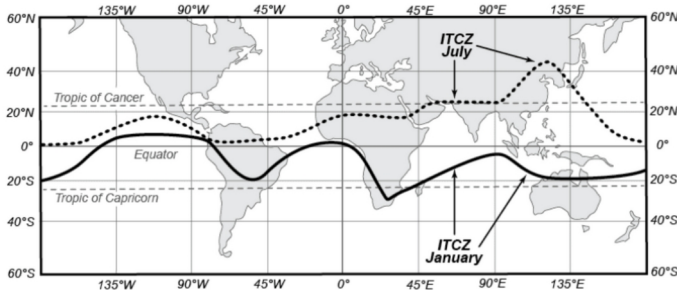 135°W 90°W 45°W 0° 45°E 90°E 135°E
60°N 60°N
ITCZ
July
40°N 40°N
Tropic of Cancer
20°N 20°N
0° 0°
Equator
20°S 20°S
Tropic of Capricorn
40°S 40°S
ITCZ
January
60°S 60°S
135°W 90°W 45°W 0° 45°E 90°E 135°E